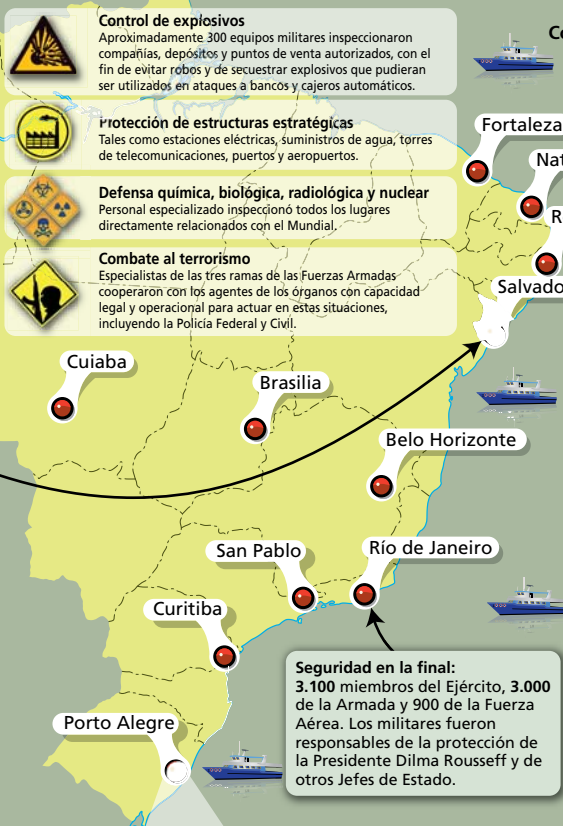 Control de explosivos
Aproximadamente 300 equipos militares inspeccionaron
compañías, depósitos y puntos de venta autorizados, con el
fin de evitar robos y de secuestrar explosivos que pudieran
ser utilizados en ataques a bancos y cajeros automáticos.
Protección de estructuras estratégicas
Tales como estaciones eléctricas, suministros de agua, torres
de telecomunicaciones, puertos y aeropuertos.
Defensa química, biológica, radiológica y nuclear
Personal especializado inspeccionó todos los lugares
directamente relacionados con el Mundial.
Combate al terrorismo
Especialistas de las tres ramas de las Fuerzas Armadas
cooperaron con los agentes de los órganos con capacidad
legal y operacional para actuar en estas situaciones,
incluyendo la Policía Federal y Civil.
Co
Fortaleza
Nat
R
Salvado
Cuiaba
Brasilia
Belo Horizonte
San Pablo
Río de Janeiro
Curitiba
Porto Alegre
Seguridad en la final:
3.100 miembros del Ejército, 3.000
de la Armada y 900 de la Fuerza
Aérea. Los militares fueron
responsables de la protección de
la Presidente Dilma Rousseff y de
otros Jefes de Estado.